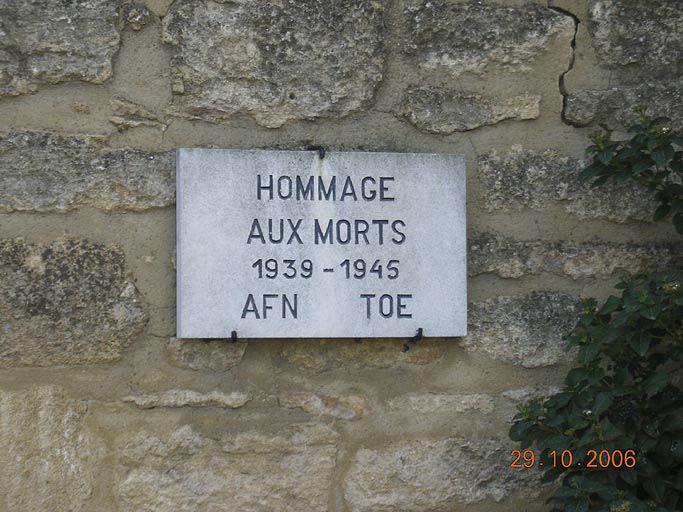 HOMMAGE
AUX MORTS
1939 - 1945
AFN TOE
29.10.2006